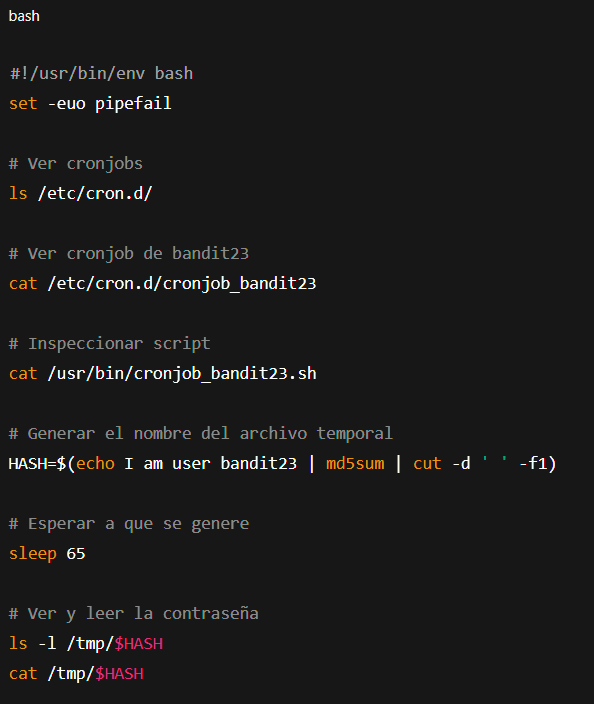 bash
#!/usr/bin/env bash
set -euo pipefail
# Ver cronjobs
ls /etc/cron.d/
# Ver cronjob de bandit23
cat /etc/cron.d/cronjob_bandit23
# Inspeccionar script
cat /usr/bin/cronjob_bandit23.sh
# Generar el nombre del archivo temporal
HASH=$(echo I am user bandit23 | md5sum | cut -d ' ' -f1)
# Esperar a que se genere
sleep 65
# Ver y leer la contraseña
ls -l /tmp/$HASH
cat /tmp/$HASH